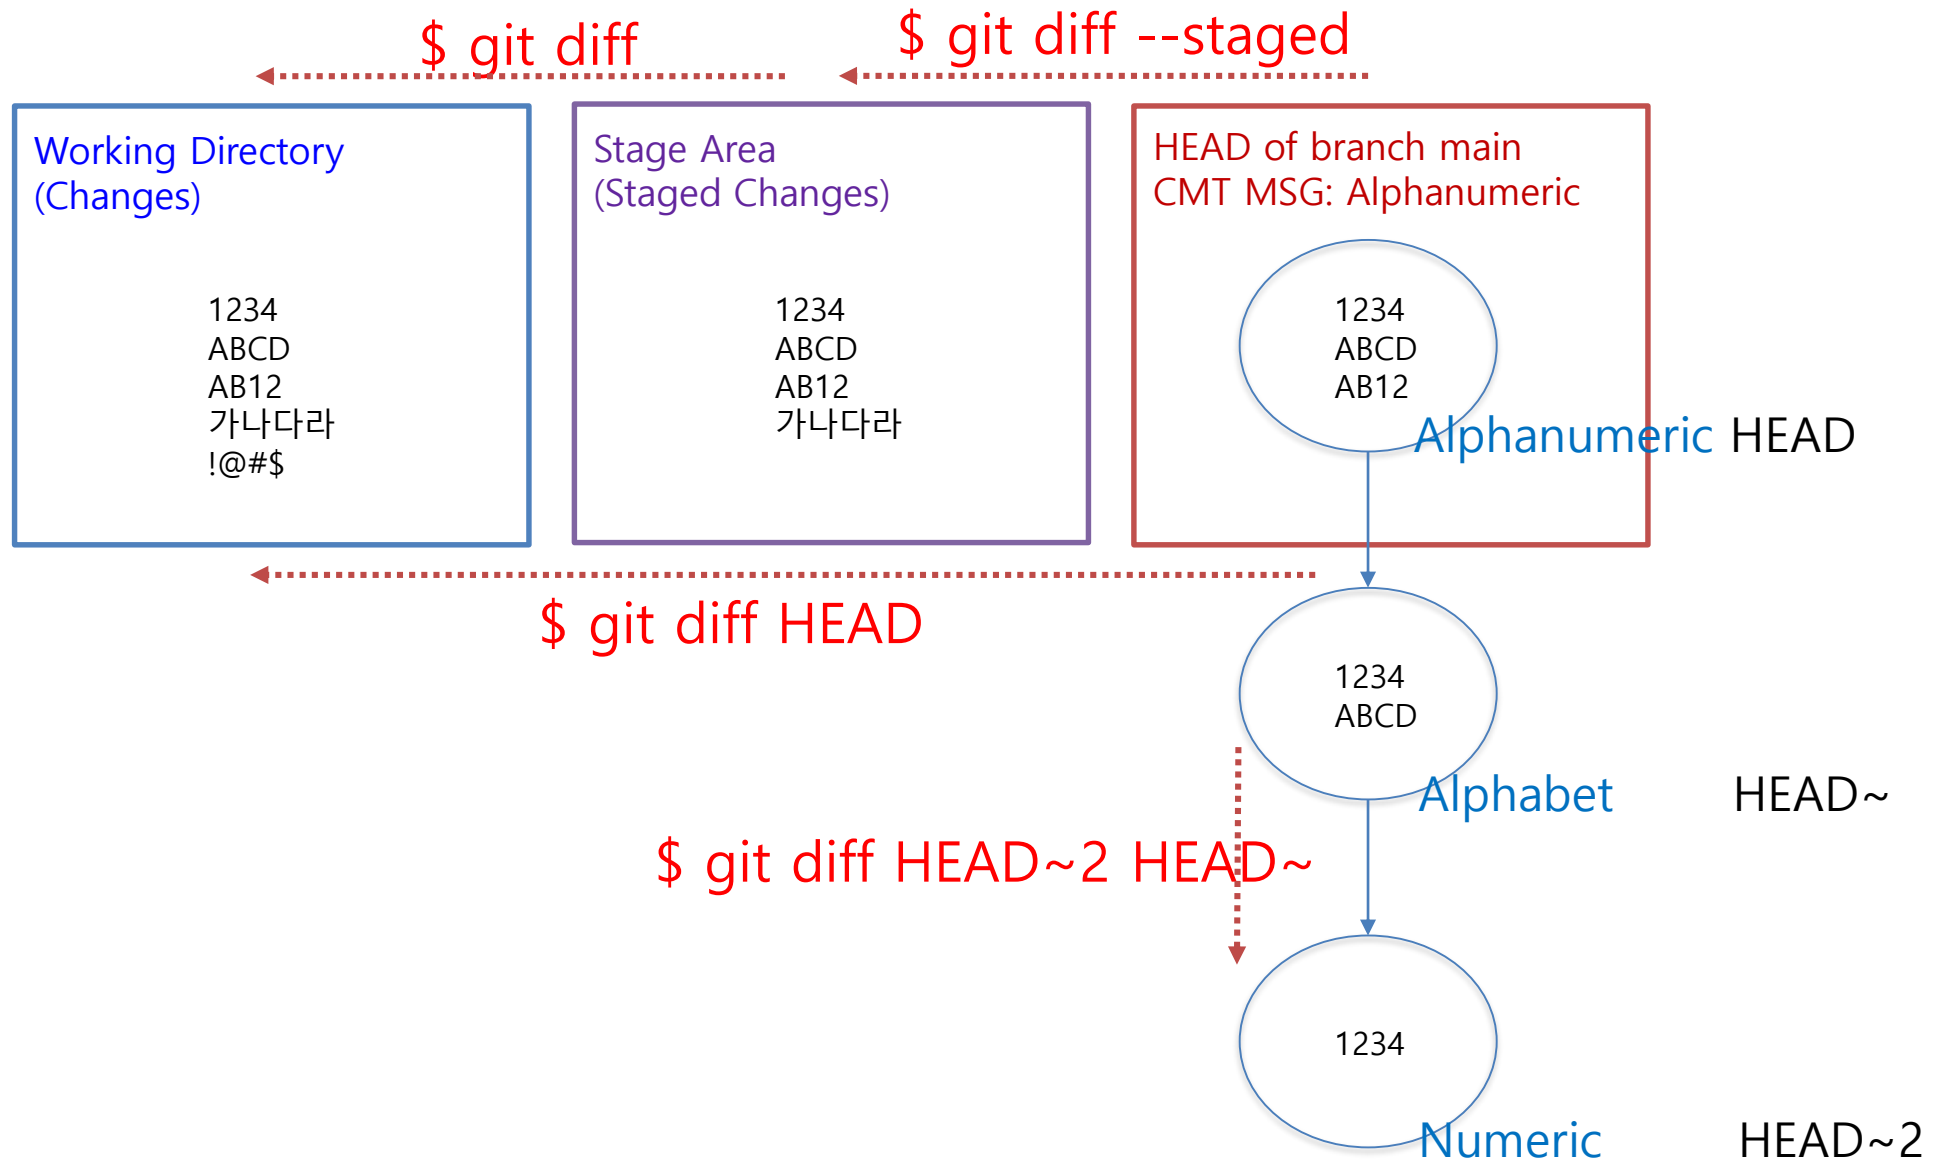 $ git diff
$ git diff --staged
Working Directory
(Changes)
1234
ABCD
AB12
가나다라
!@#$
Stage Area
(Staged Changes)
1234
ABCD
AB12
가나다라
HEAD of branch main
CMT MSG: Alphanumeric
1234
ABCD
AB12
Alphanumeric HEAD
$ git diff HEAD
1234
ABCD
Alphabet HEAD~
$ git diff HEAD~2 HEAD~
1234
Numeric HEAD~2